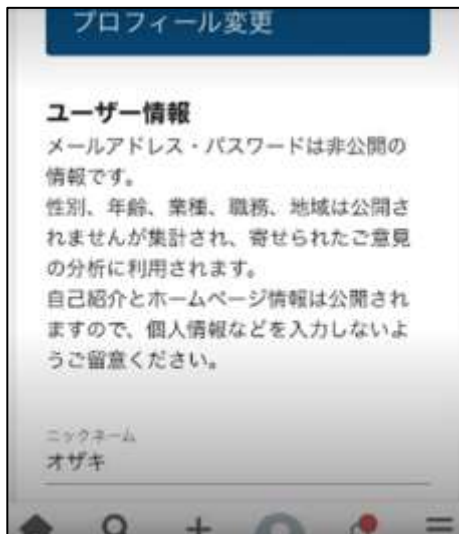 プロフィール変更
ユーザー情報
メールアドレス・パスワードは非公開の
情報です。
性別、年齢、業種、職務、地域は公開さ
れませんが集計され、寄せられたご意見
の分析に利用されます。
自己紹介とホームページ情報は公開され
ますので、個人情報などを入力しないよ
うご留意ください。
ニックネーム
オザキ